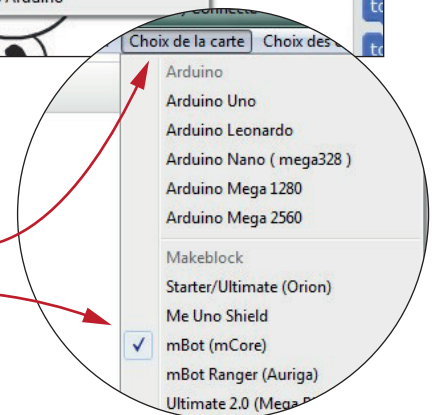 Arduino
Choix de la carte Choix des
Arduino
Arduino Uno
Arduino Leonardo
Arduino Nano ( mega328 )
Arduino Mega 1280
Arduino Mega 2560
Makeblock
Starter/Ultimate (Orion)
Me Uno Shield
mBot (mCore)
mBot Ranger (Auriga)
Ultimate 2.0 (Mega